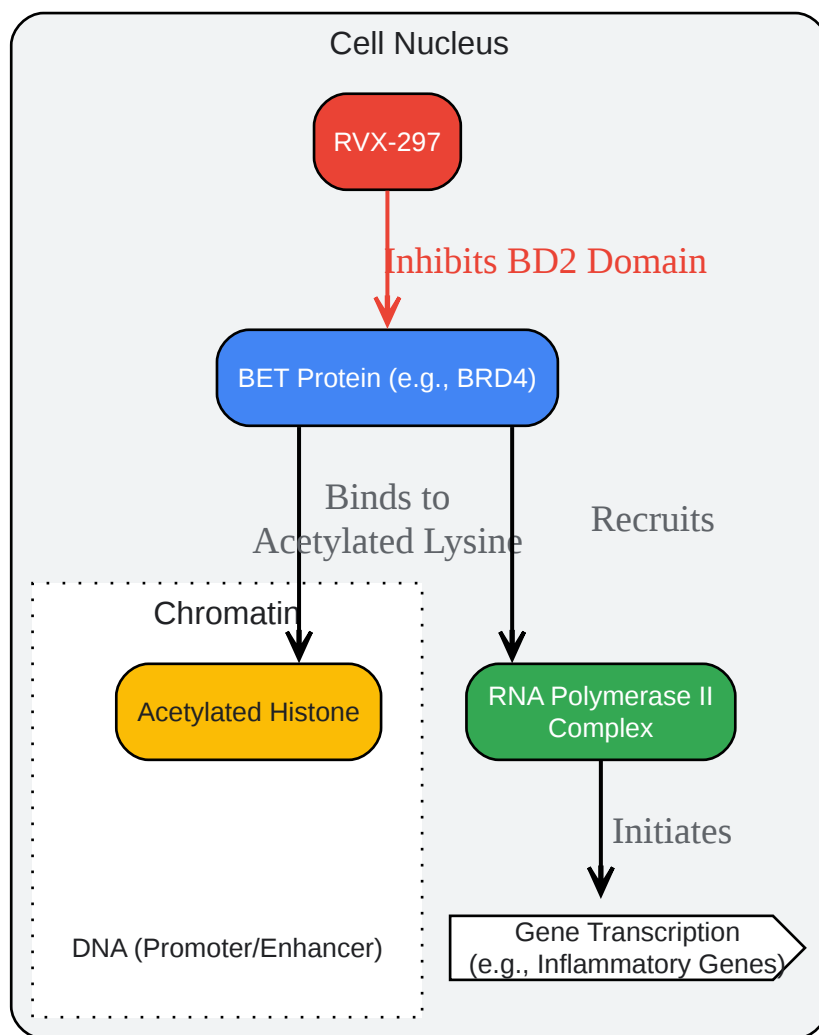 Cell Nucleus
RVX-297
Inhibits BD2 Domain
BET Protein (e.g., BRD4)
Binds to
Acetylated Lysine
Recruits
Chromatin
Acetylated Histone
RNA Polymerase II
Complex
Initiates
DNA (Promoter/Enhancer)
Gene Transcription
(e.g., Inflammatory Genes)